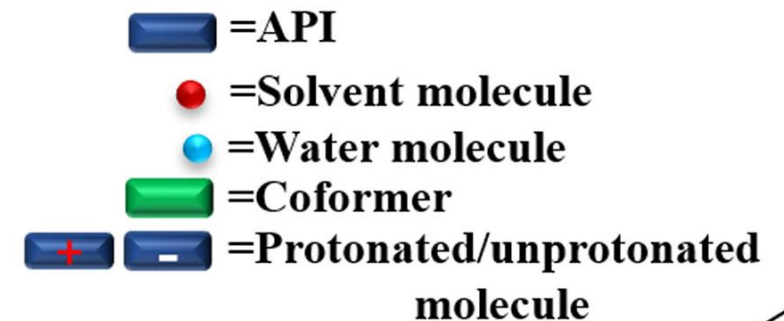 =API
=Solvent molecule
=Water molecule
=Coformer
+ - =Protonated/unprotonated
molecule